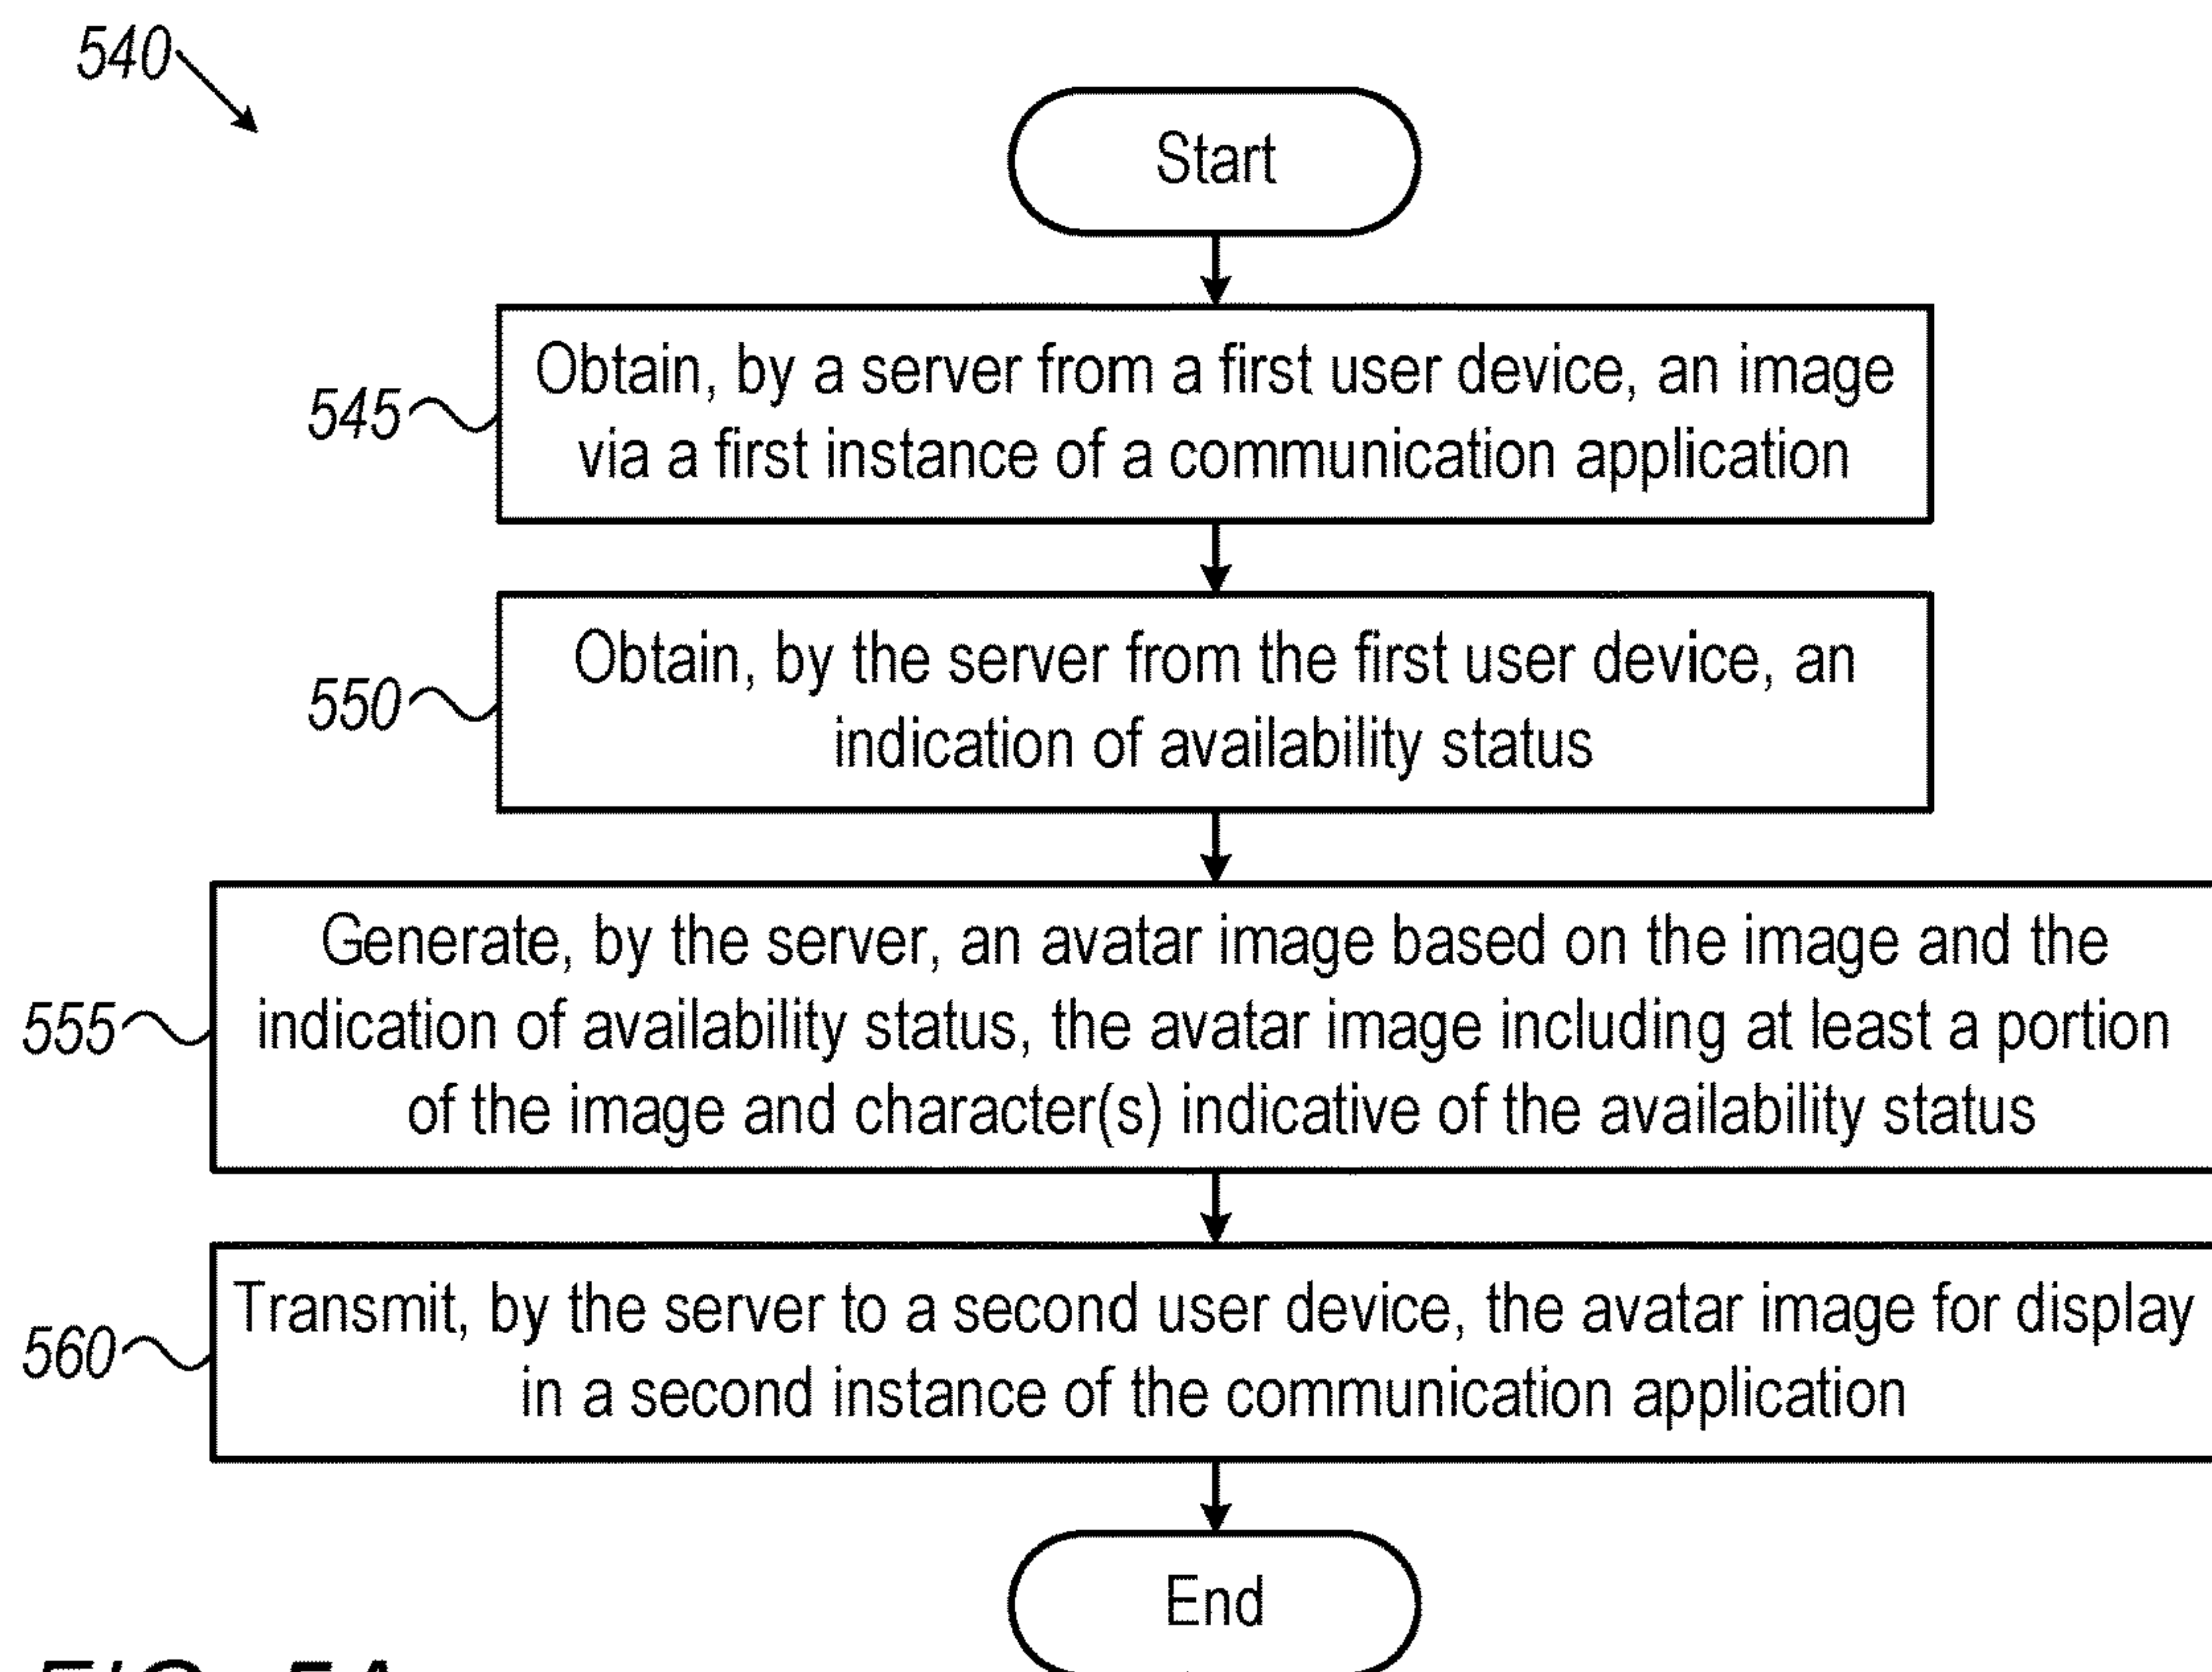 540
Start
545
Obtain, by a server from a first user device, an image
via a first instance of a communication application
550
Obtain, by the server from the first user device, an
indication of availability status
555
Generate, by the server, an avatar image based on the image and the
indication of availability status, the avatar image including at least a portion
of the image and character(s) indicative of the availability status
560
Transmit, by the server to a second user device, the avatar image for display
in a second instance of the communication application
End